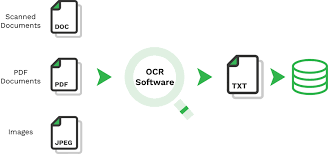 Scanned
Documents
DOC
PDF
Documents
PDF
OCR
Software
TXT
Images
JPEG